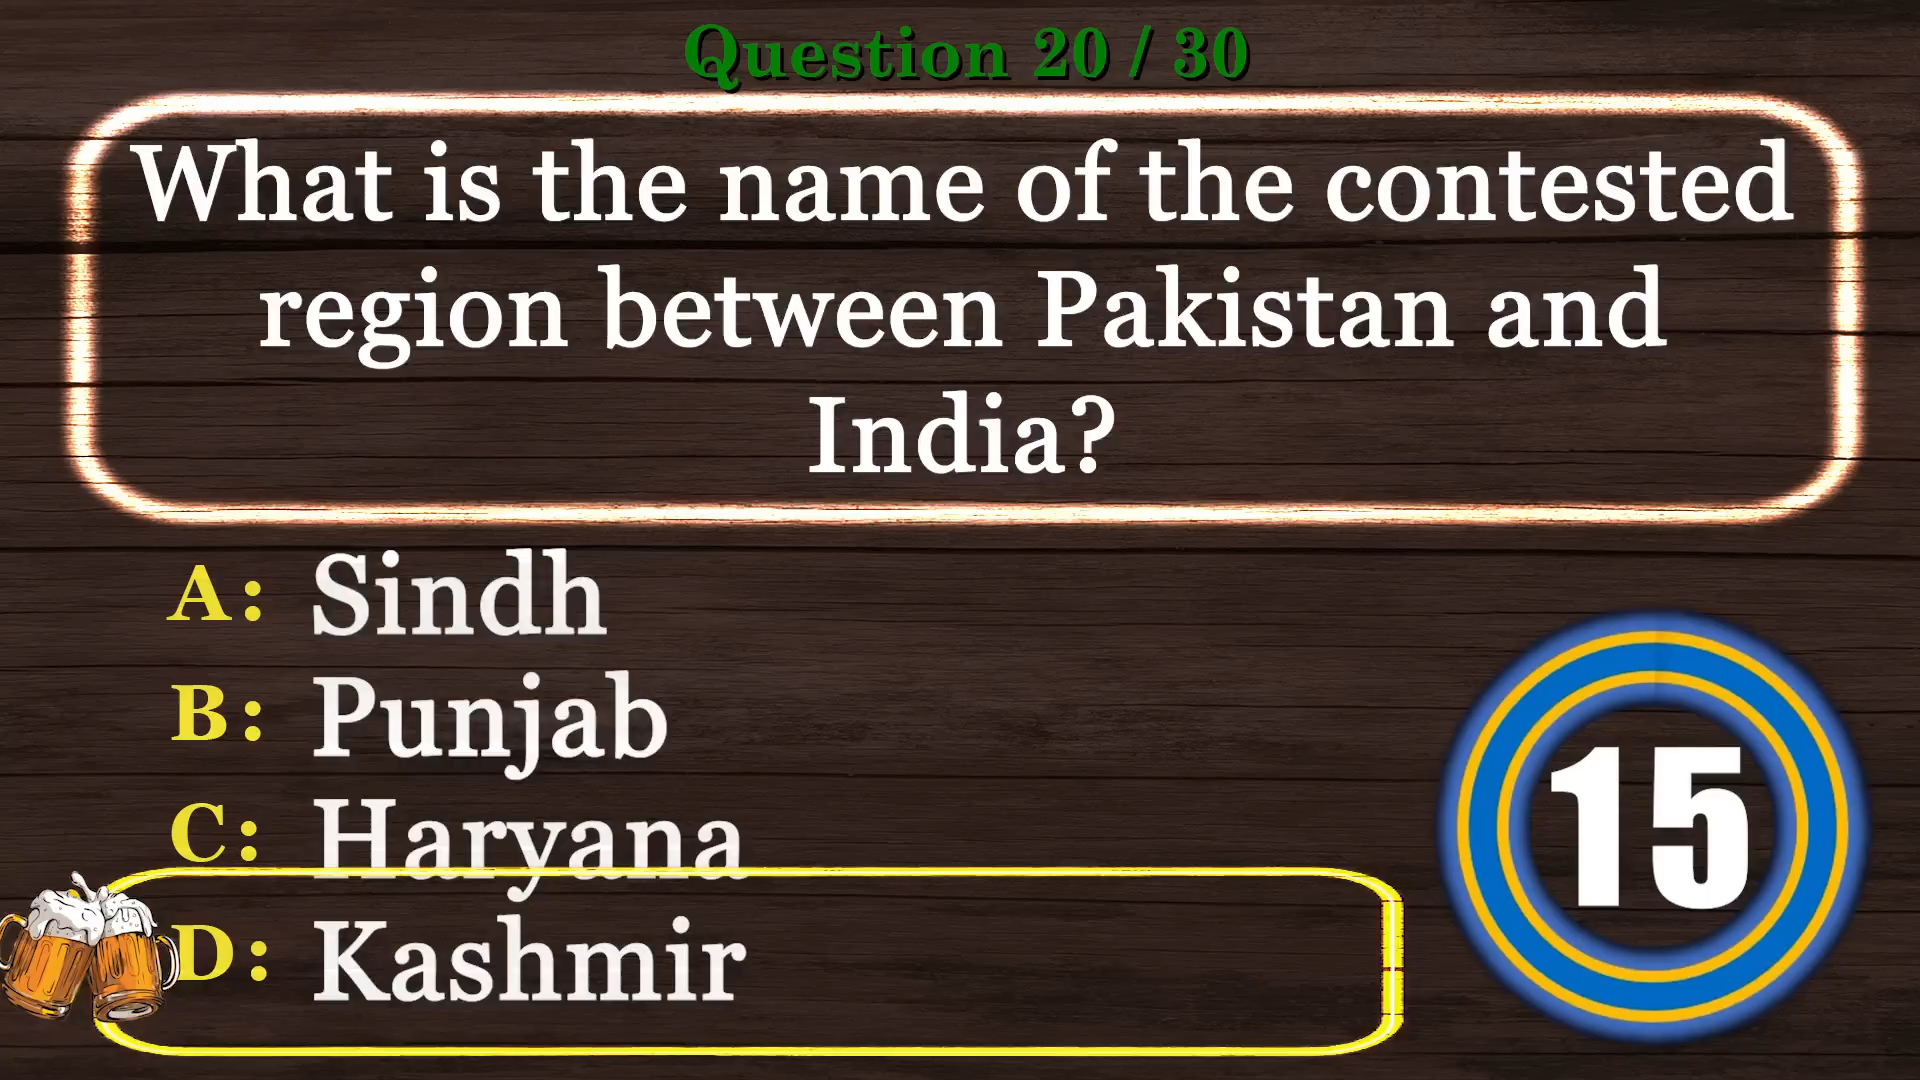 Question 20 / 30
What is the name of the contested
region between Pakistan and
India?
A: Sindh
B: Punjab
C: Haryana
D: Kashmir
15